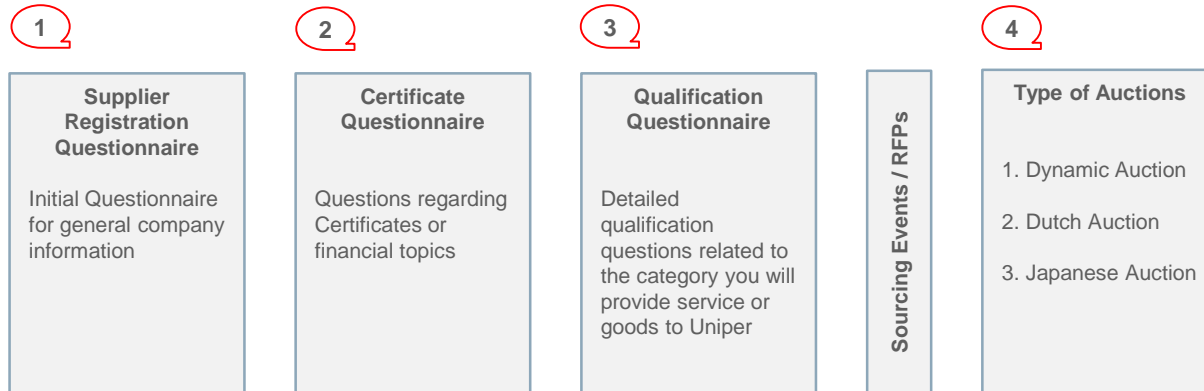 1
Supplier
Registration
Questionnaire
Initial Questionnaire
for general company
information
2
Certificate
Questionnaire
Questions regarding
Certificates or
financial topics
3
Qualification
Questionnaire
Detailed
qualification
questions related to
the category you will
provide service or
goods to Uniper
Sourcing Events / RFPs
4
Type of Auctions
1. Dynamic Auction
2. Dutch Auction
3. Japanese Auction